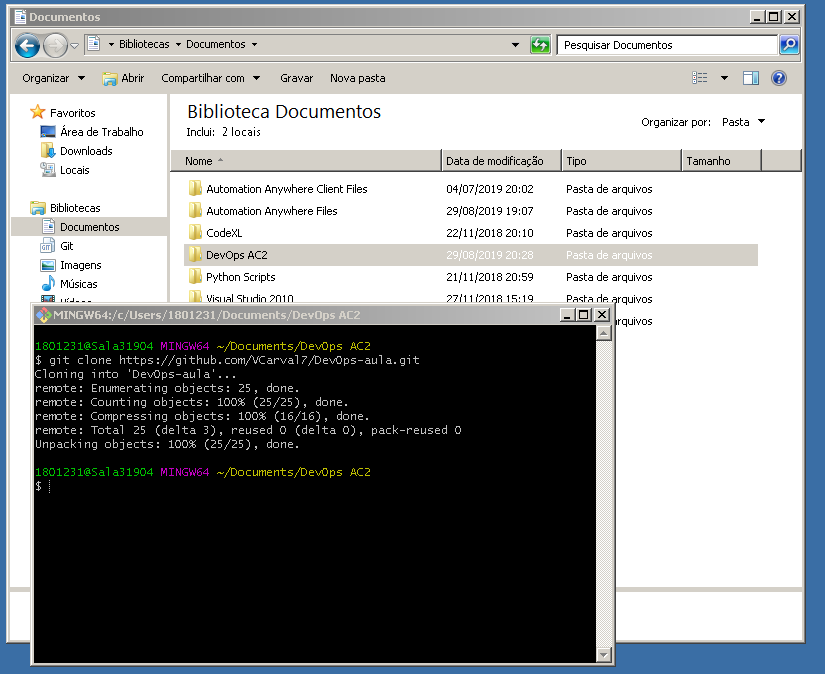 Documentos
Bibliotecas Documentos
Pesquisar Documentos
Organizar Abrir Compartilhar com Gravar Nova pasta
Favoritos
Área de Trabalho
Downloads
Locais
Bibliotecas
Documentos
Git
Imagens
Músicas
Vídeos
Biblioteca Documentos
Inclui: 2 locais
Organizar por: Pasta
Nome Data de modificação Tipo Tamanho
Automation Anywhere Client Files 04/07/2019 20:02 Pasta de arquivos
Automation Anywhere Files 29/08/2019 19:07 Pasta de arquivos
CodeXL 22/11/2018 20:10 Pasta de arquivos
DevOps AC2 29/08/2019 20:28 Pasta de arquivos
Python Scripts 21/11/2018 20:59 Pasta de arquivos
Visual Studio 2010 27/11/2018 15:19 Pasta de arquivos
arquivos
MINGW64:/c/Users/1801231/Documents/DevOps AC2
1801231@Sala31904 MINGW64 ~/Documents/DevOps AC2
$ git clone https://github.com/VCarval7/DevOps-aula.git
Cloning into 'DevOps-aula'...
remote: Enumerating objects: 25, done.
remote: Counting objects: 100% (25/25), done.
remote: Compressing objects: 100% (16/16), done.
remote: Total 25 (delta 3), reused 0 (delta 0), pack-reused 0
Unpacking objects: 100% (25/25), done.
1801231@Sala31904 MINGW64 ~/Documents/DevOps AC2
$